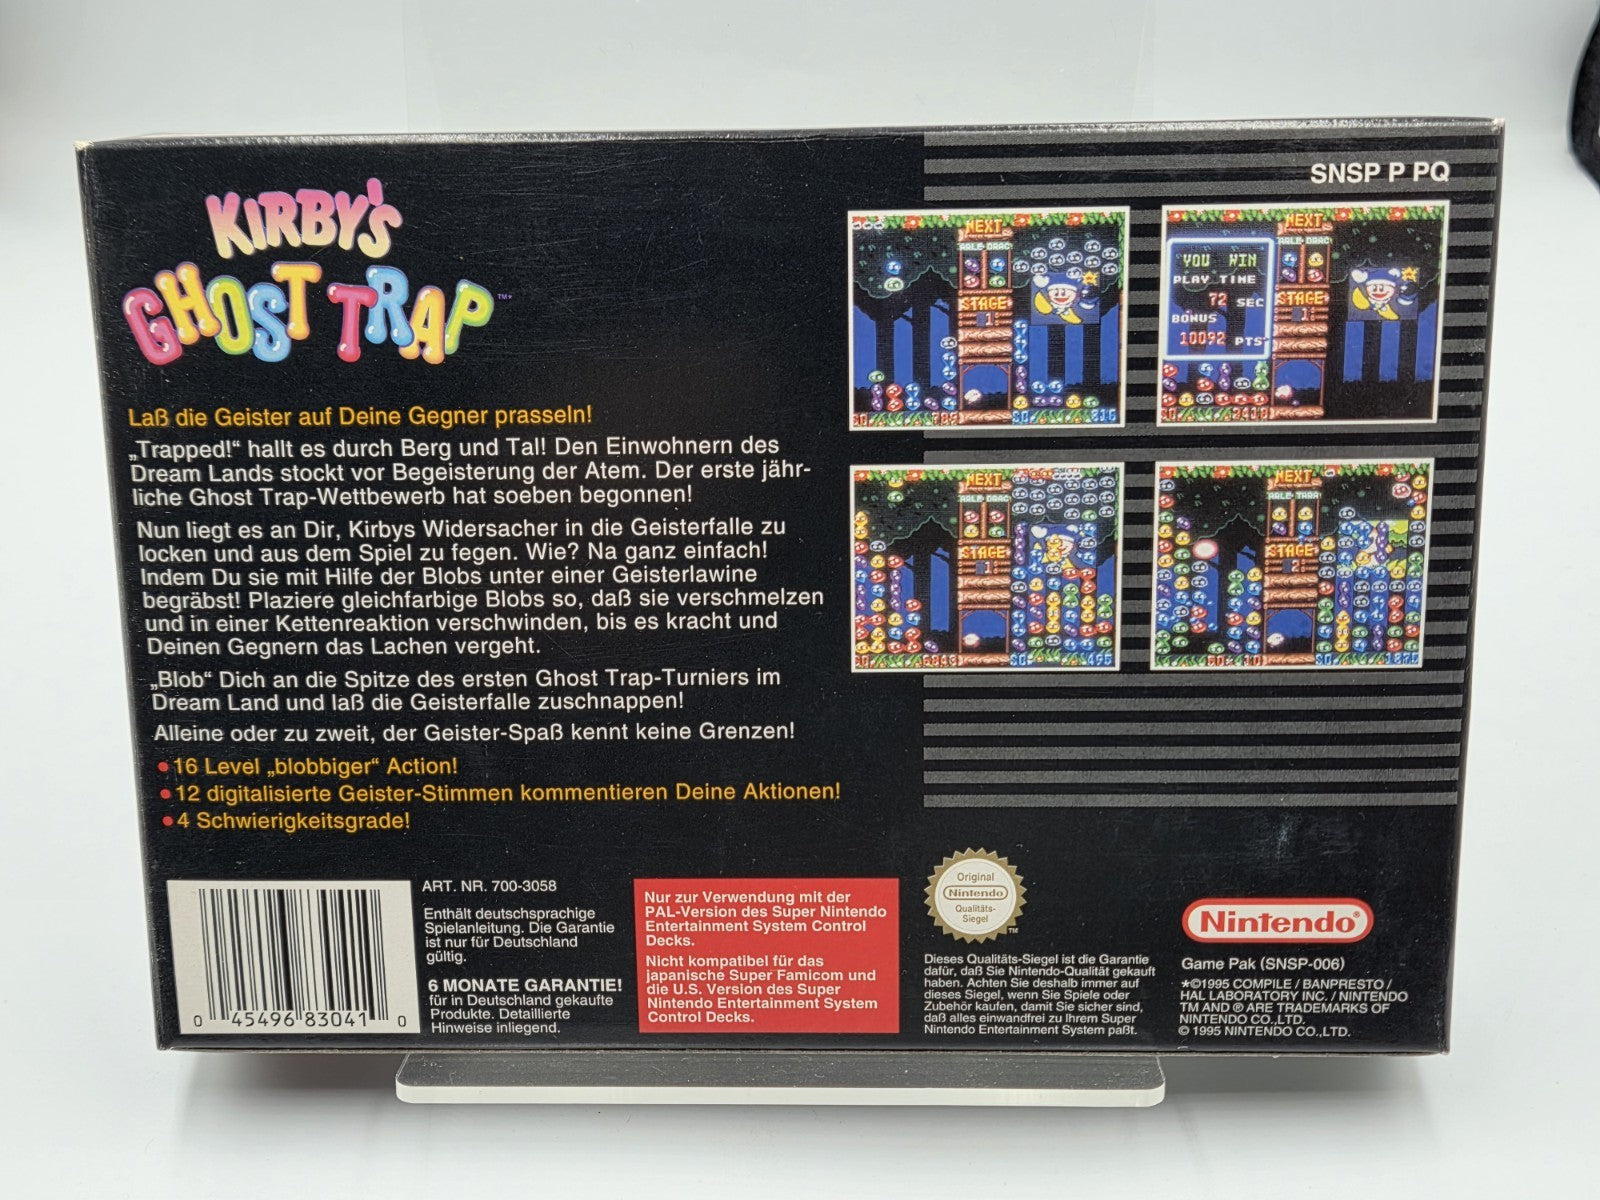 SNSP P PQ
KIRBY'S
GHOST TRAP
Laß die Geister auf Deine Gegner prasseln!
„Trapped!“ hallt es durch Berg und Tal! Den Einwohnern des
Dream Lands stockt vor Begeisterung der Atem. Der erste jähr-
liche Ghost Trap-Wettbewerb hat soeben begonnen!
Nun liegt es an Dir, Kirbys Widersacher in die Geisterfalle zu
locken und aus dem Spiel zu fegen. Wie? Na ganz einfach!
Indem Du sie mit Hilfe der Blobs unter einer Geisterlawine
begräbst! Plaziere gleichfarbige Blobs so, daß sie verschmelzen
und in einer Kettenreaktion verschwinden, bis es kracht und
Deinen Gegnern das Lachen vergeht.
„Blob“ Dich an die Spitze des ersten Ghost Trap-Turniers im
Dream Land und laß die Geisterfalle zuschnappen!
Alleine oder zu zweit, der Geister-Spaß kennt keine Grenzen!
• 16 Level „blobbiger“ Action!
• 12 digitalisierte Geister-Stimmen kommentieren Deine Aktionen!
• 4 Schwierigkeitsgrade!
NEXT
STAGE
1:
NEXT
YOU WIN
PLAY TIME
72 SEC
BONUS
10092 PTS
STAGE
1:
NEXT
STAGE
1:
495
NEXT
STAGE
2:
0 45496 83041 0
ART. NR. 700-3058
Enthält deutschsprachige
Spielanleitung. Die Garantie
ist nur für Deutschland
gültig.
6 MONATE GARANTIE!
für in Deutschland gekaufte
Produkte. Detaillierte
Hinweise inliegend.
Nur zur Verwendung mit der
PAL-Version des Super Nintendo
Entertainment System Control
Decks.
Nicht kompatibel für das
japanische Super Famicom und
die U.S. Version des Super
Nintendo Entertainment System
Control Decks.
Original
Nintendo
Qualitäts-
Siegel
TM
Dieses Qualitäts-Siegel ist die Garantie
dafür, daß Sie Nintendo-Qualität gekauft
haben. Achten Sie deshalb immer auf
dieses Siegel, wenn Sie Spiele oder
Zubehör kaufen, damit Sie sicher sind,
daß alles einwandfrei zu Ihrem Super
Nintendo Entertainment System paßt.
Nintendo®
Game Pak (SNSP-006)
*©1995 COMPILE / BANPRESTO /
HAL LABORATORY INC. / NINTENDO
TM AND ® ARE TRADEMARKS OF
NINTENDO CO.,LTD.
© 1995 NINTENDO CO.,LTD.